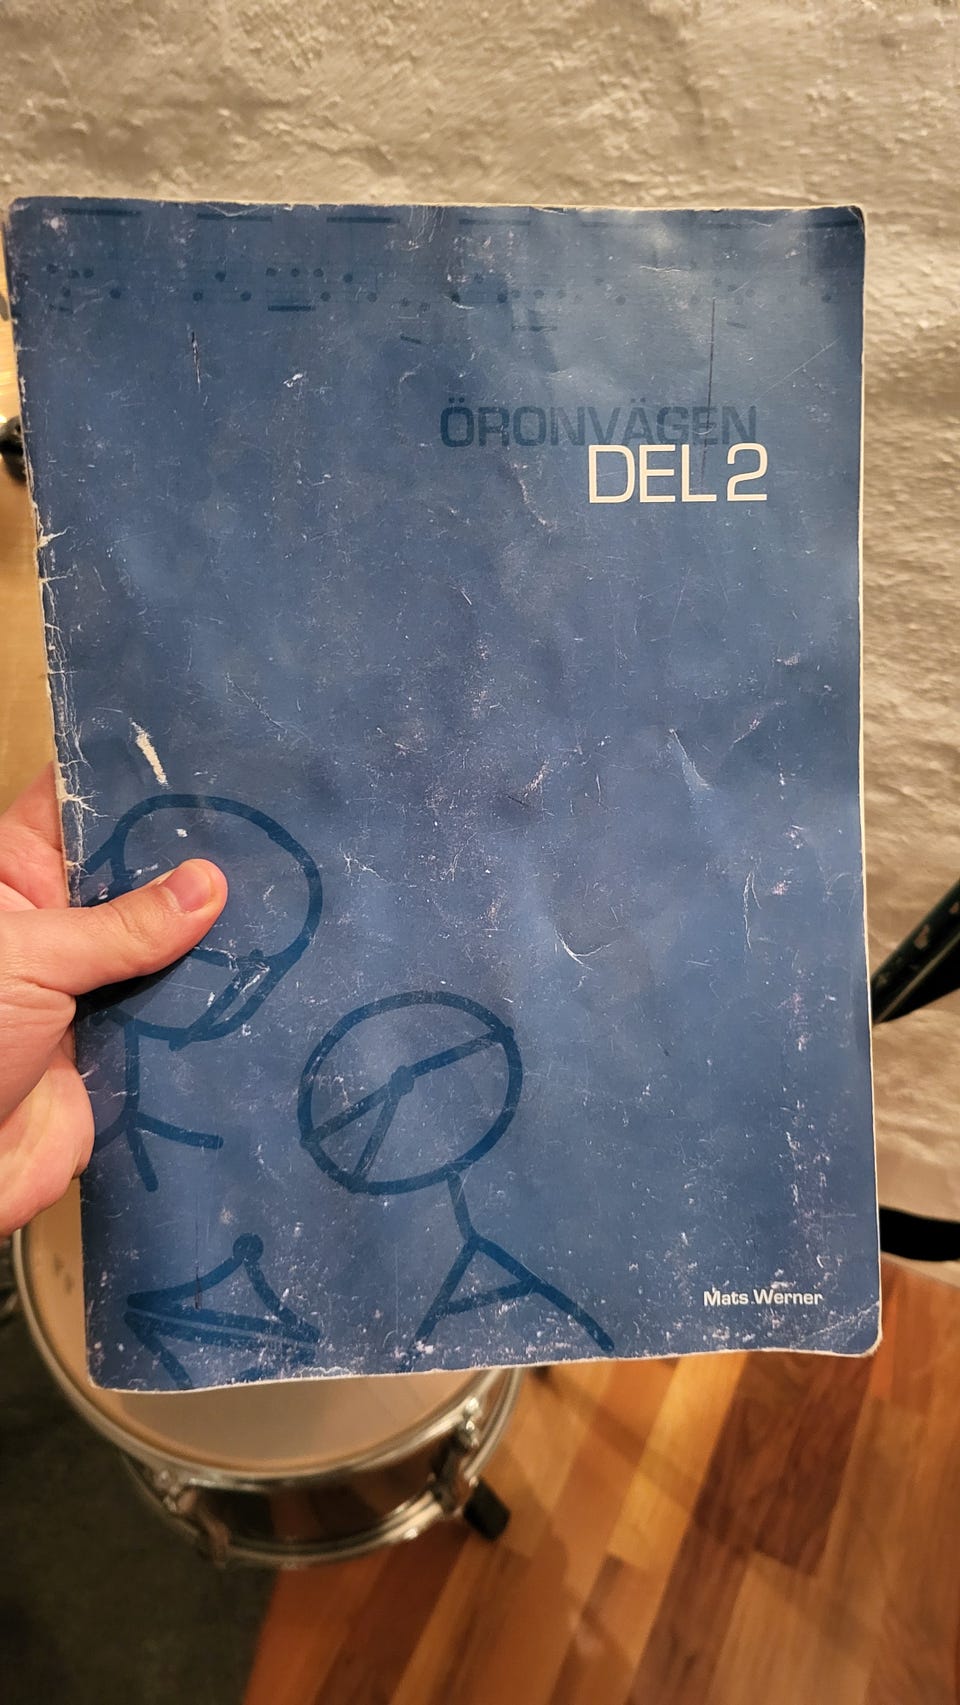 ÖRONVÄGEN
DEL 2
Mats Werner